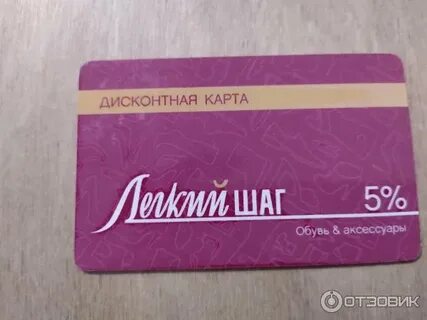 ДИСКОНТНАЯ КАРТА
Легкий ШАГ
5%
Обувь & аксессуары
ОТЗОВИК